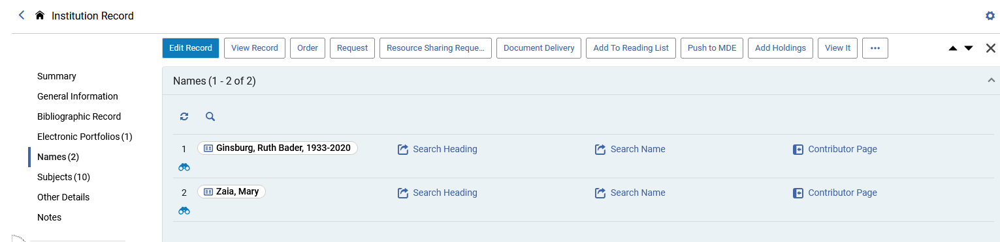 Institution Record
Edit Record View Record Order Request Resource Sharing Reque... Document Delivery Add To Reading List Push to MDE Add Holdings View It ...
Summary
General Information
Bibliographic Record
Electronic Portfolios (1)
Names (2)
Subjects (10)
Other Details
Notes
Names (1 - 2 of 2)
1 Ginsburg, Ruth Bader, 1933-2020 Search Heading Search Name Contributor Page
2 Zaia, Mary Search Heading Search Name Contributor Page